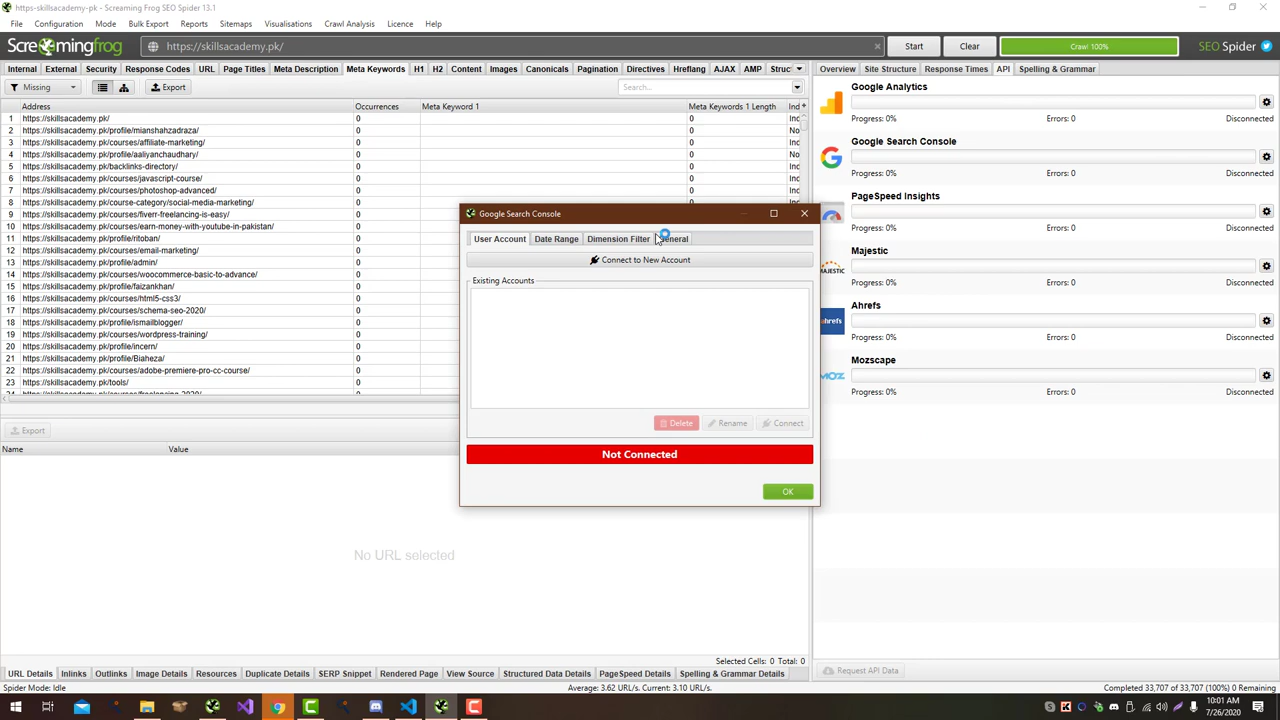 https-skillsacademy-pk - Screaming Frog SEO Spider 13.1
File Configuration Mode Bulk Export Reports Sitemaps Visualisations Crawl Analysis Licence Help
Screamingfrog https://skillsacademy.pk/ Start Clear Crawl 100% SEO Spider
Internal External Security Response Codes URL Page Titles Meta Description Meta Keywords H1 H2 Content Images Canonicals Pagination Directives Hreflang AJAX AMP Struc
Overview Site Structure Response Times API Spelling & Grammar
Missing Export Search...
Address Occurrences Meta Keyword 1 Meta Keywords 1 Length Ind
1 https://skillsacademy.pk/ 0 0 Ind
2 https://skillsacademy.pk/profile/mianshahzadraza/ 0 0 No
3 https://skillsacademy.pk/courses/affiliate-marketing/ 0 0 Ind
4 https://skillsacademy.pk/profile/aaliyanchaudhary/ 0 0 No
5 https://skillsacademy.pk/backlinks-directory/ 0 0 Ind
6 https://skillsacademy.pk/courses/javascript-course/ 0 0 Ind
7 https://skillsacademy.pk/courses/photoshop-advanced/ 0 0 Ind
8 https://skillsacademy.pk/course-category/social-media-marketing/ 0
9 https://skillsacademy.pk/courses/fiverr-freelancing-is-easy/ 0
10 https://skillsacademy.pk/courses/earn-money-with-youtube-in-pakistan/ 0
11 https://skillsacademy.pk/profile/ritoban/ 0
12 https://skillsacademy.pk/courses/email-marketing/ 0
13 https://skillsacademy.pk/profile/admin/ 0
14 https://skillsacademy.pk/courses/woocommerce-basic-to-advance/ 0
15 https://skillsacademy.pk/profile/faizankhan/ 0
16 https://skillsacademy.pk/courses/html5-css3/ 0
17 https://skillsacademy.pk/courses/schema-seo-2020/ 0
18 https://skillsacademy.pk/profile/ismailblogger/ 0
19 https://skillsacademy.pk/courses/wordpress-training/ 0
20 https://skillsacademy.pk/profile/incern/ 0
21 https://skillsacademy.pk/profile/Biaheza/ 0
22 https://skillsacademy.pk/courses/adobe-premiere-pro-cc-course/ 0
23 https://skillsacademy.pk/tools/ 0
Google Search Console
User Account Date Range Dimension Filter General
Connect to New Account
Existing Accounts
Delete Rename Connect
Not Connected
OK
Google Analytics
Progress: 0% Errors: 0 Disconnected
Google Search Console
Progress: 0% Errors: 0 Disconnected
PageSpeed Insights
Progress: 0% Errors: 0 Disconnected
Majestic
MAJESTIC
Progress: 0% Errors: 0 Disconnected
Ahrefs
ahrefs
Progress: 0% Errors: 0 Disconnected
Mozscape
MOZ
Progress: 0% Errors: 0 Disconnected
Export
Name Value
No URL selected
Selected Cells: 0 Total: 0
Request API Data
URL Details Inlinks Outlinks Image Details Resources Duplicate Details SERP Snippet Rendered Page View Source Structured Data Details PageSpeed Details Spelling & Grammar Details
Spider Mode: Idle Average: 3.62 URL/s. Current: 3.10 URL/s. Completed 33,707 of 33,707 (100%) 0 Remaining
10:01 AM
7/26/2020